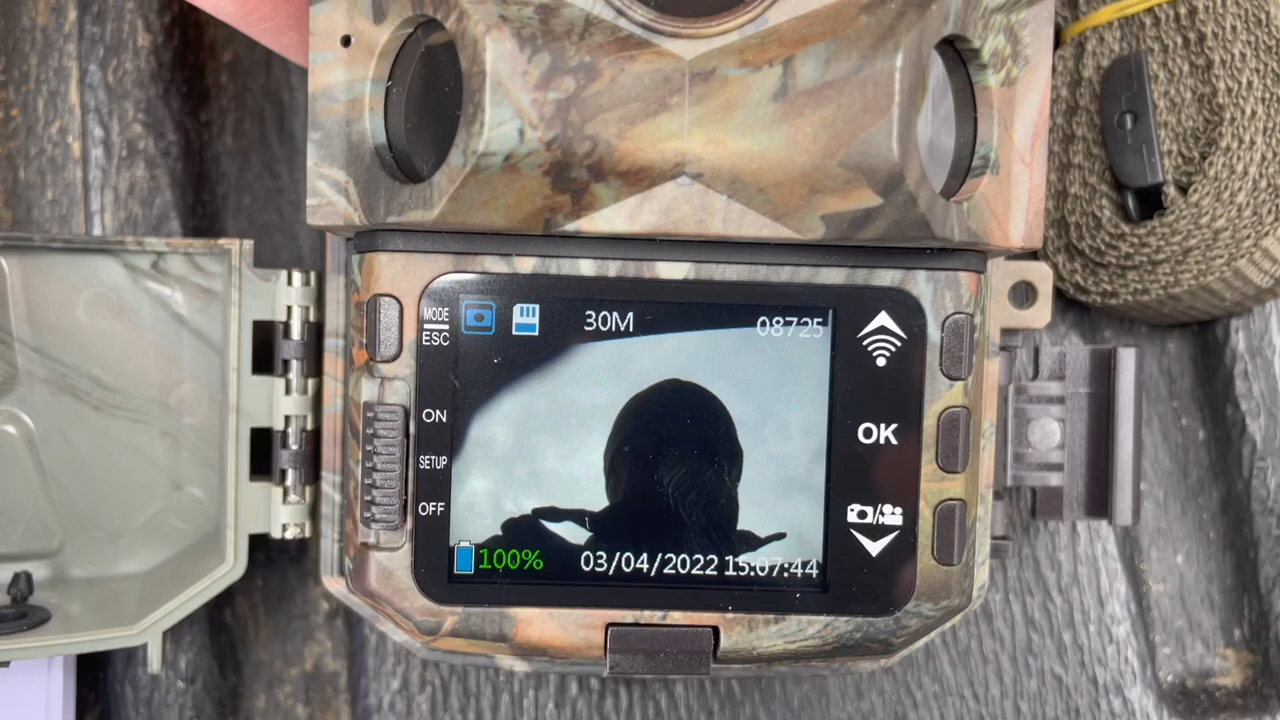 MODE
ESC
30M
08725
ON
OK
SETUP
OFF
100%
03/04/2022 15:07:44